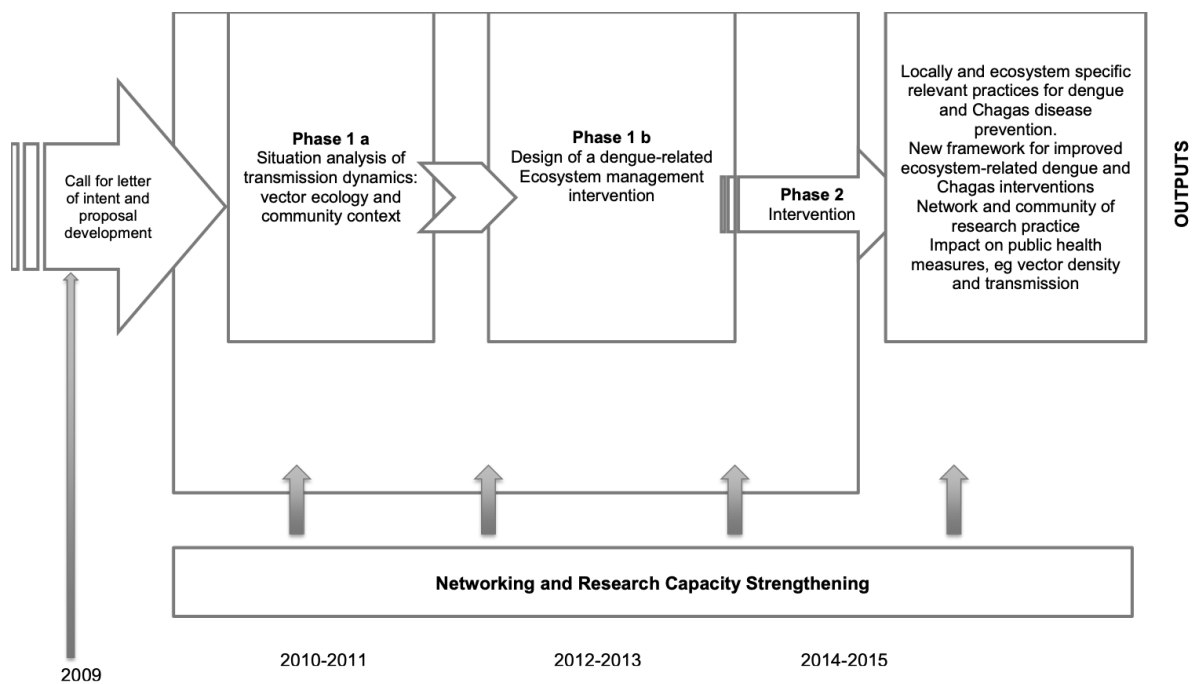 Call for letter
of intent and
proposal
development
Phase 1 a
Situation analysis of
transmission dynamics:
vector ecology and
community context
Phase 1 b
Design of a dengue-related
Ecosystem management
intervention
Phase 2
Intervention
Locally and ecosystem specific
relevant practices for dengue
and Chagas disease
prevention.
New framework for improved
ecosystem-related dengue and
Chagas interventions
Network and community of
research practice
Impact on public health
measures, eg vector density
and transmission
OUTPUTS
Networking and Research Capacity Strengthening
2009
2010-2011
2012-2013
2014-2015